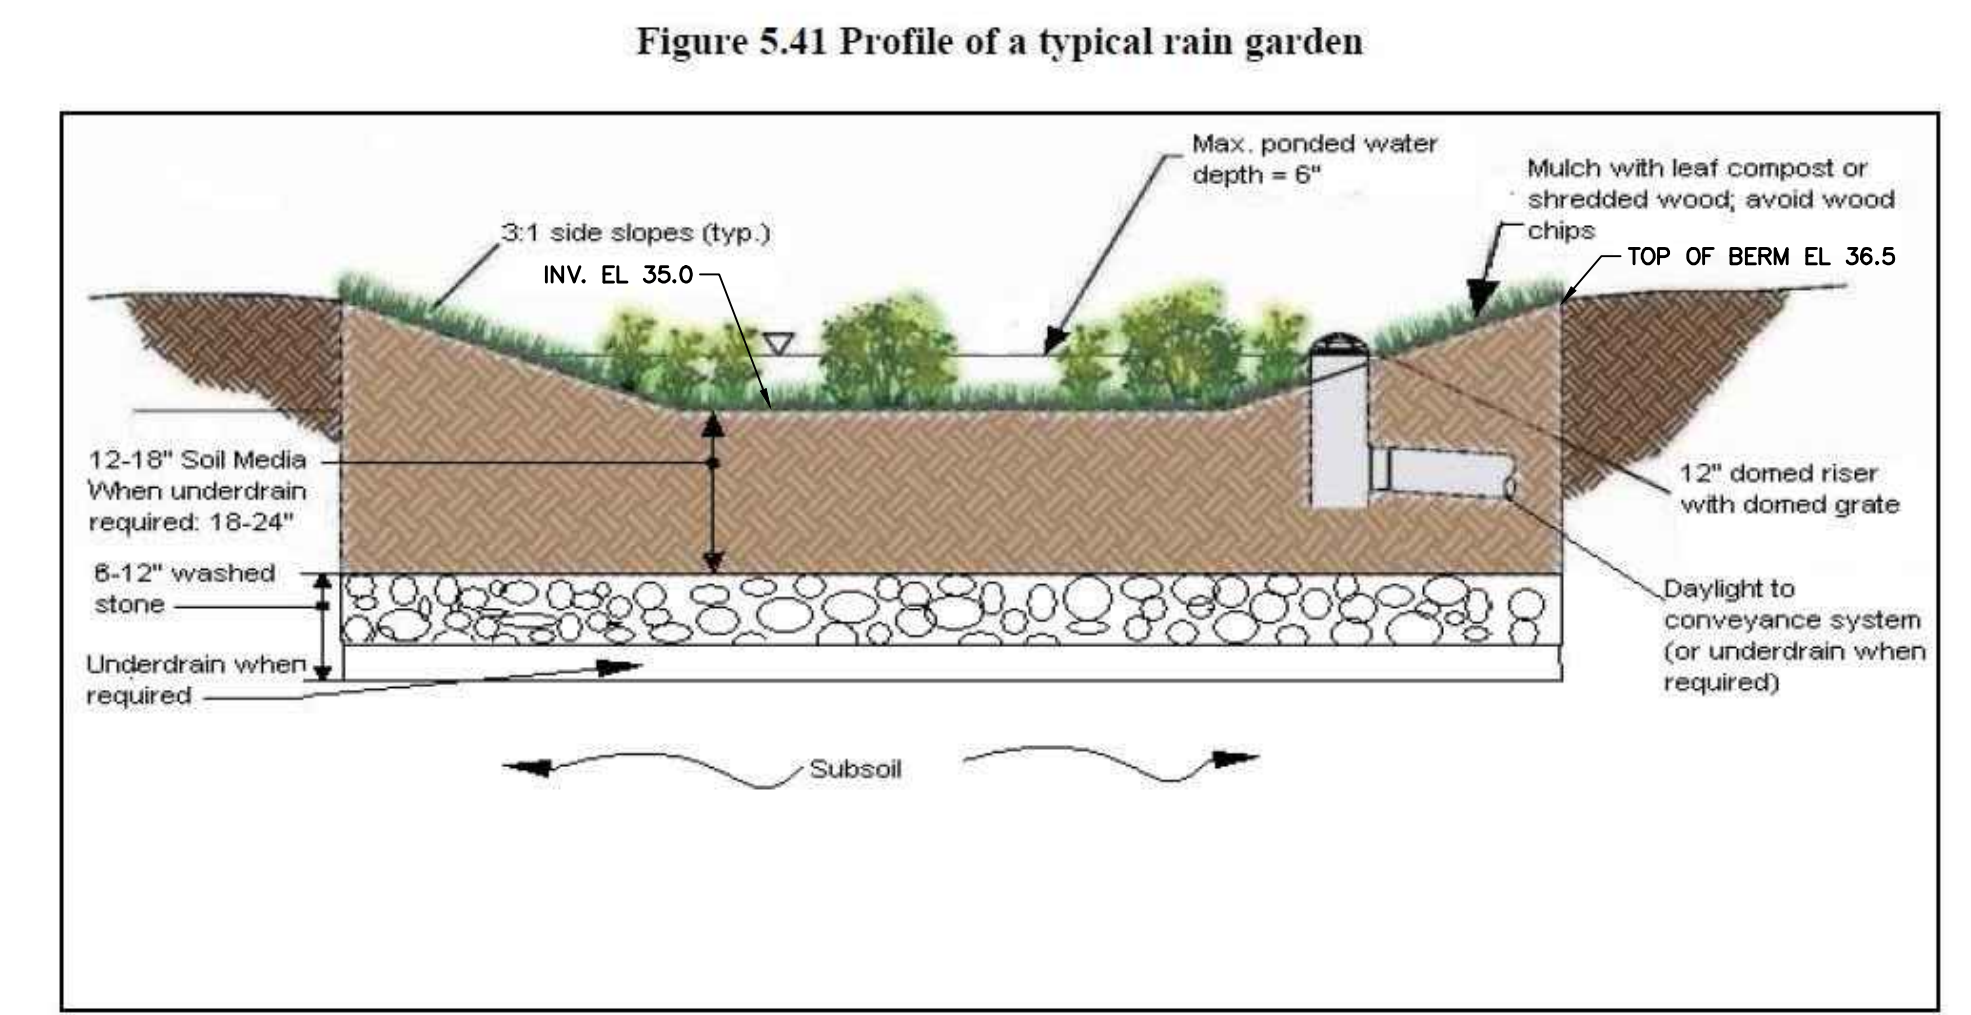 Figure 5.41 Profile of a typical rain garden
Max. ponded water
depth = 6"
Mulch with leaf compost or
shredded wood; avoid wood
chips
3:1 side slopes (typ.)
INV. EL 35.0
TOP OF BERM EL 36.5
12-18" Soil Media
When underdrain
required: 18-24"
6-12" washed
stone
Underdrain when
required
12" domed riser
with domed grate
Daylight to
conveyance system
(or underdrain when
required)
Subsoil